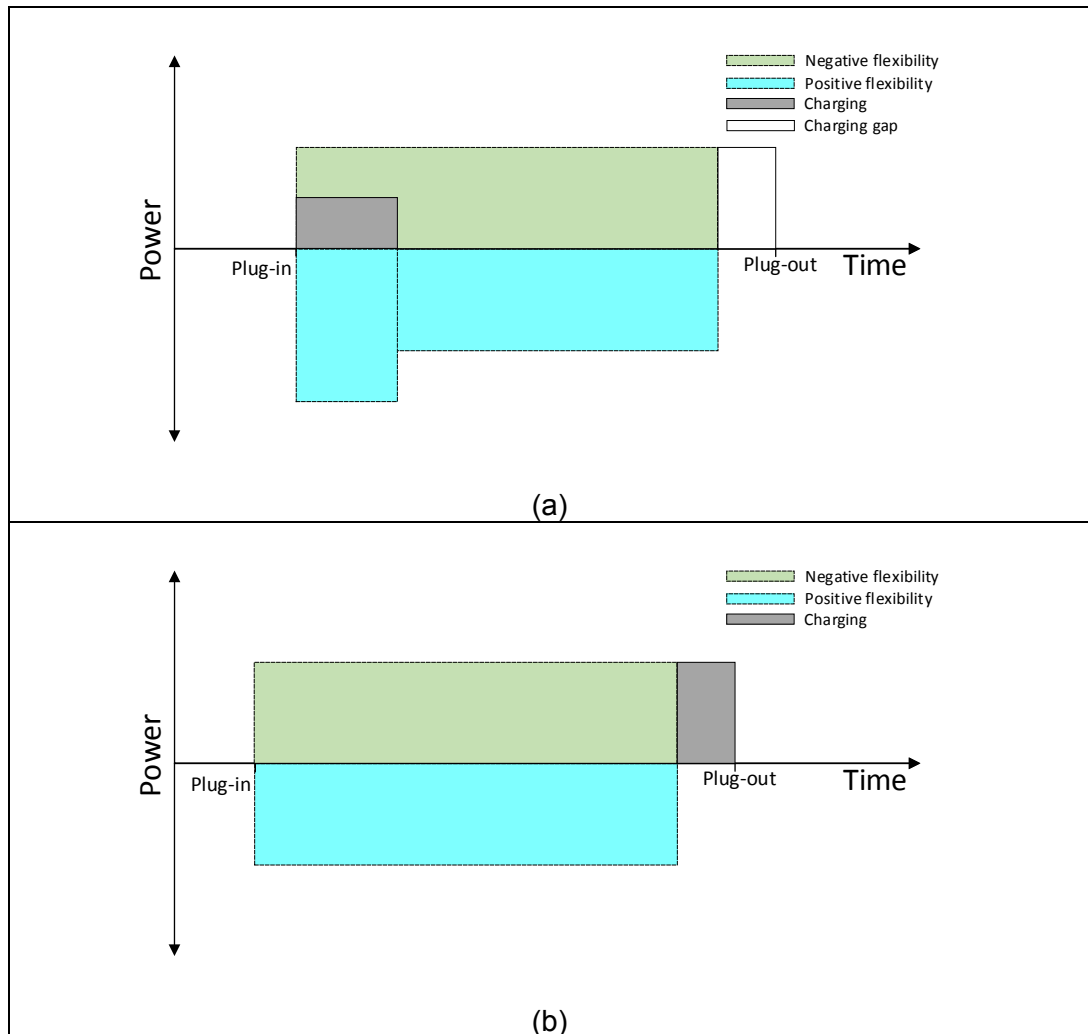 Negative flexibility
Positive flexibility
Charging
Charging gap
Power
Plug-in
Plug-out
Time
(a)
Negative flexibility
Positive flexibility
Charging
Power
Plug-in
Plug-out
Time
(b)